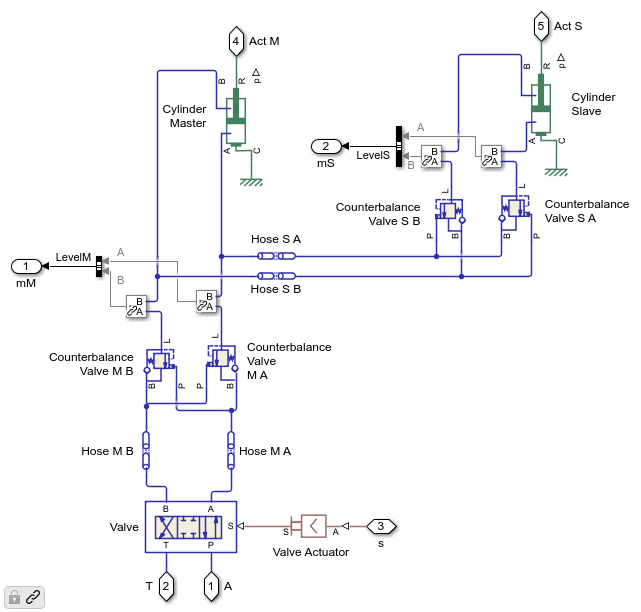 4 Act M
5 Act S
B
R
p
B
R
p
Cylinder
Master
Cylinder
Slave
A
C
A
C
A
2
LevelS
mS
B
B
A
B
A
L
L
Counterbalance
Valve S B
Counterbalance
Valve S A
P
B
B
P
Hose S A
Hose S B
LevelM
A
1
mM
B
B
A
B
A
L
L
Counterbalance
Valve M B
Counterbalance
Valve
M A
B
P
P
B
Hose M B
Hose M A
B
A
Valve
S
S
A
3
s
T
P
Valve Actuator
T 2
1 A